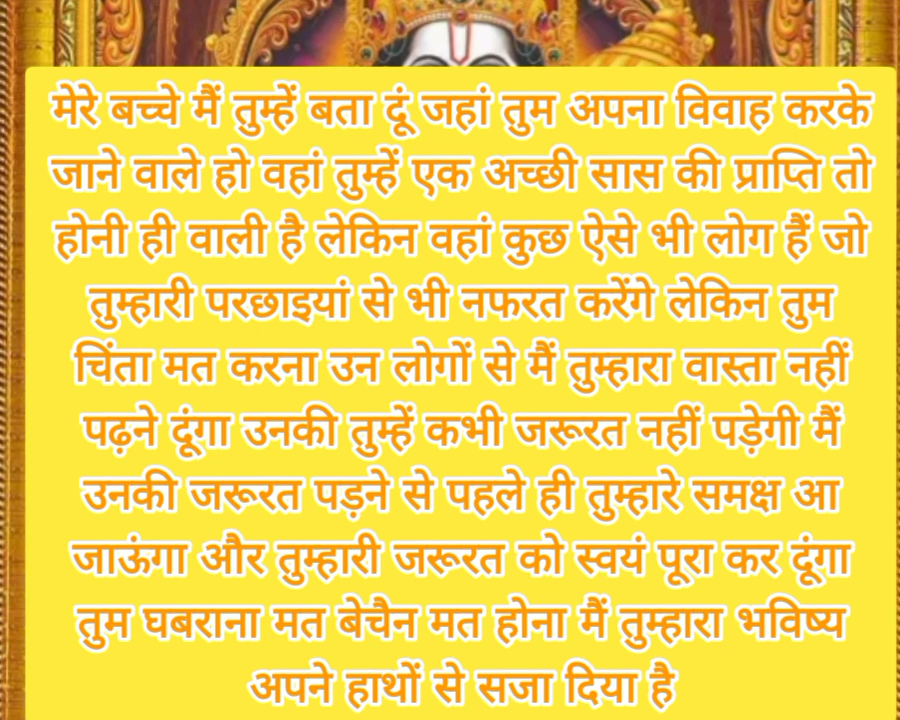 मेरे बच्चे मैं तुम्हें बता दूं जहां तुम अपना विवाह करके
जाने वाले हो वहां तुम्हें एक अच्छी सास की प्राप्ति तो
होनी ही वाली है लेकिन वहां कुछ ऐसे भी लोग हैं जो
तुम्हारी परछाइयां से भी नफरत करेंगे लेकिन तुम
चिंता मत करना उन लोगों से मैं तुम्हारा वास्ता नहीं
पढ़ने दूंगा उनकी तुम्हें कभी जरूरत नहीं पड़ेगी मैं
उनकी जरूरत पड़ने से पहले ही तुम्हारे समक्ष आ
जाऊंगा और तुम्हारी जरूरत को स्वयं पूरा कर दूंगा
तुम घबराना मत बेचैन मत होना मैं तुम्हारा भविष्य
अपने हाथों से सजा दिया है